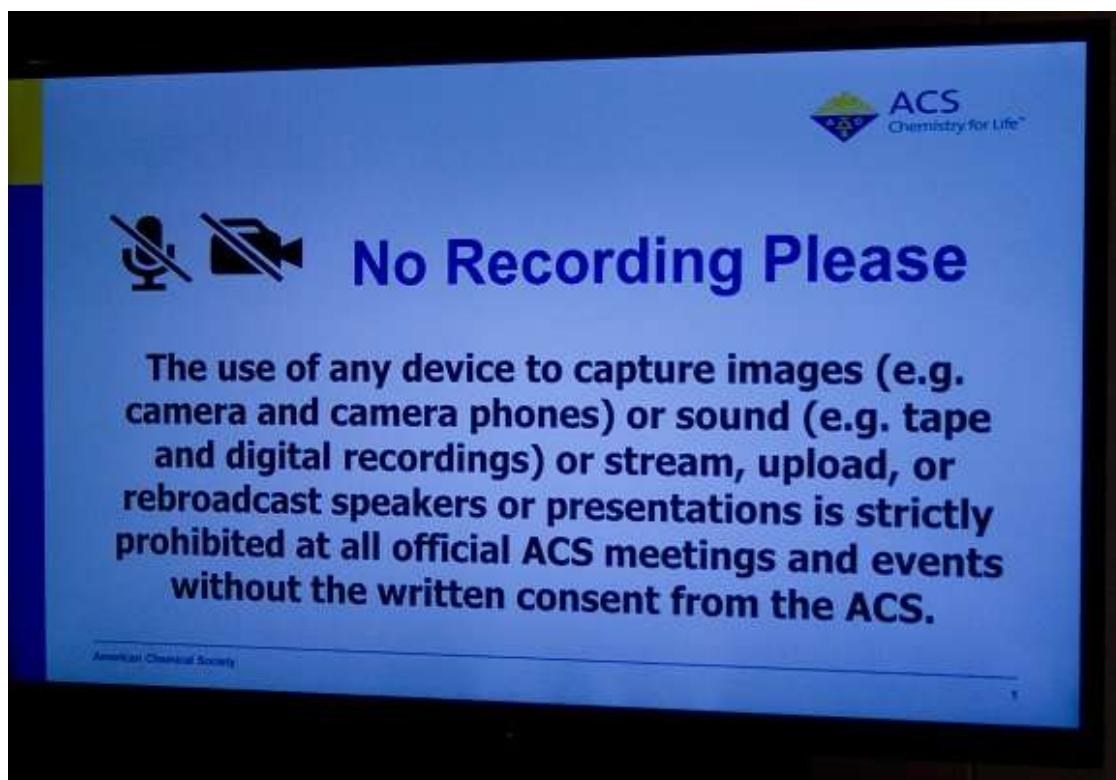 ACS
Chemistry for Life™
No Recording Please
The use of any device to capture images (e.g.
camera and camera phones) or sound (e.g. tape
and digital recordings) or stream, upload, or
rebroadcast speakers or presentations is strictly
prohibited at all official ACS meetings and events
without the written consent from the ACS.
American Chemical Society
1